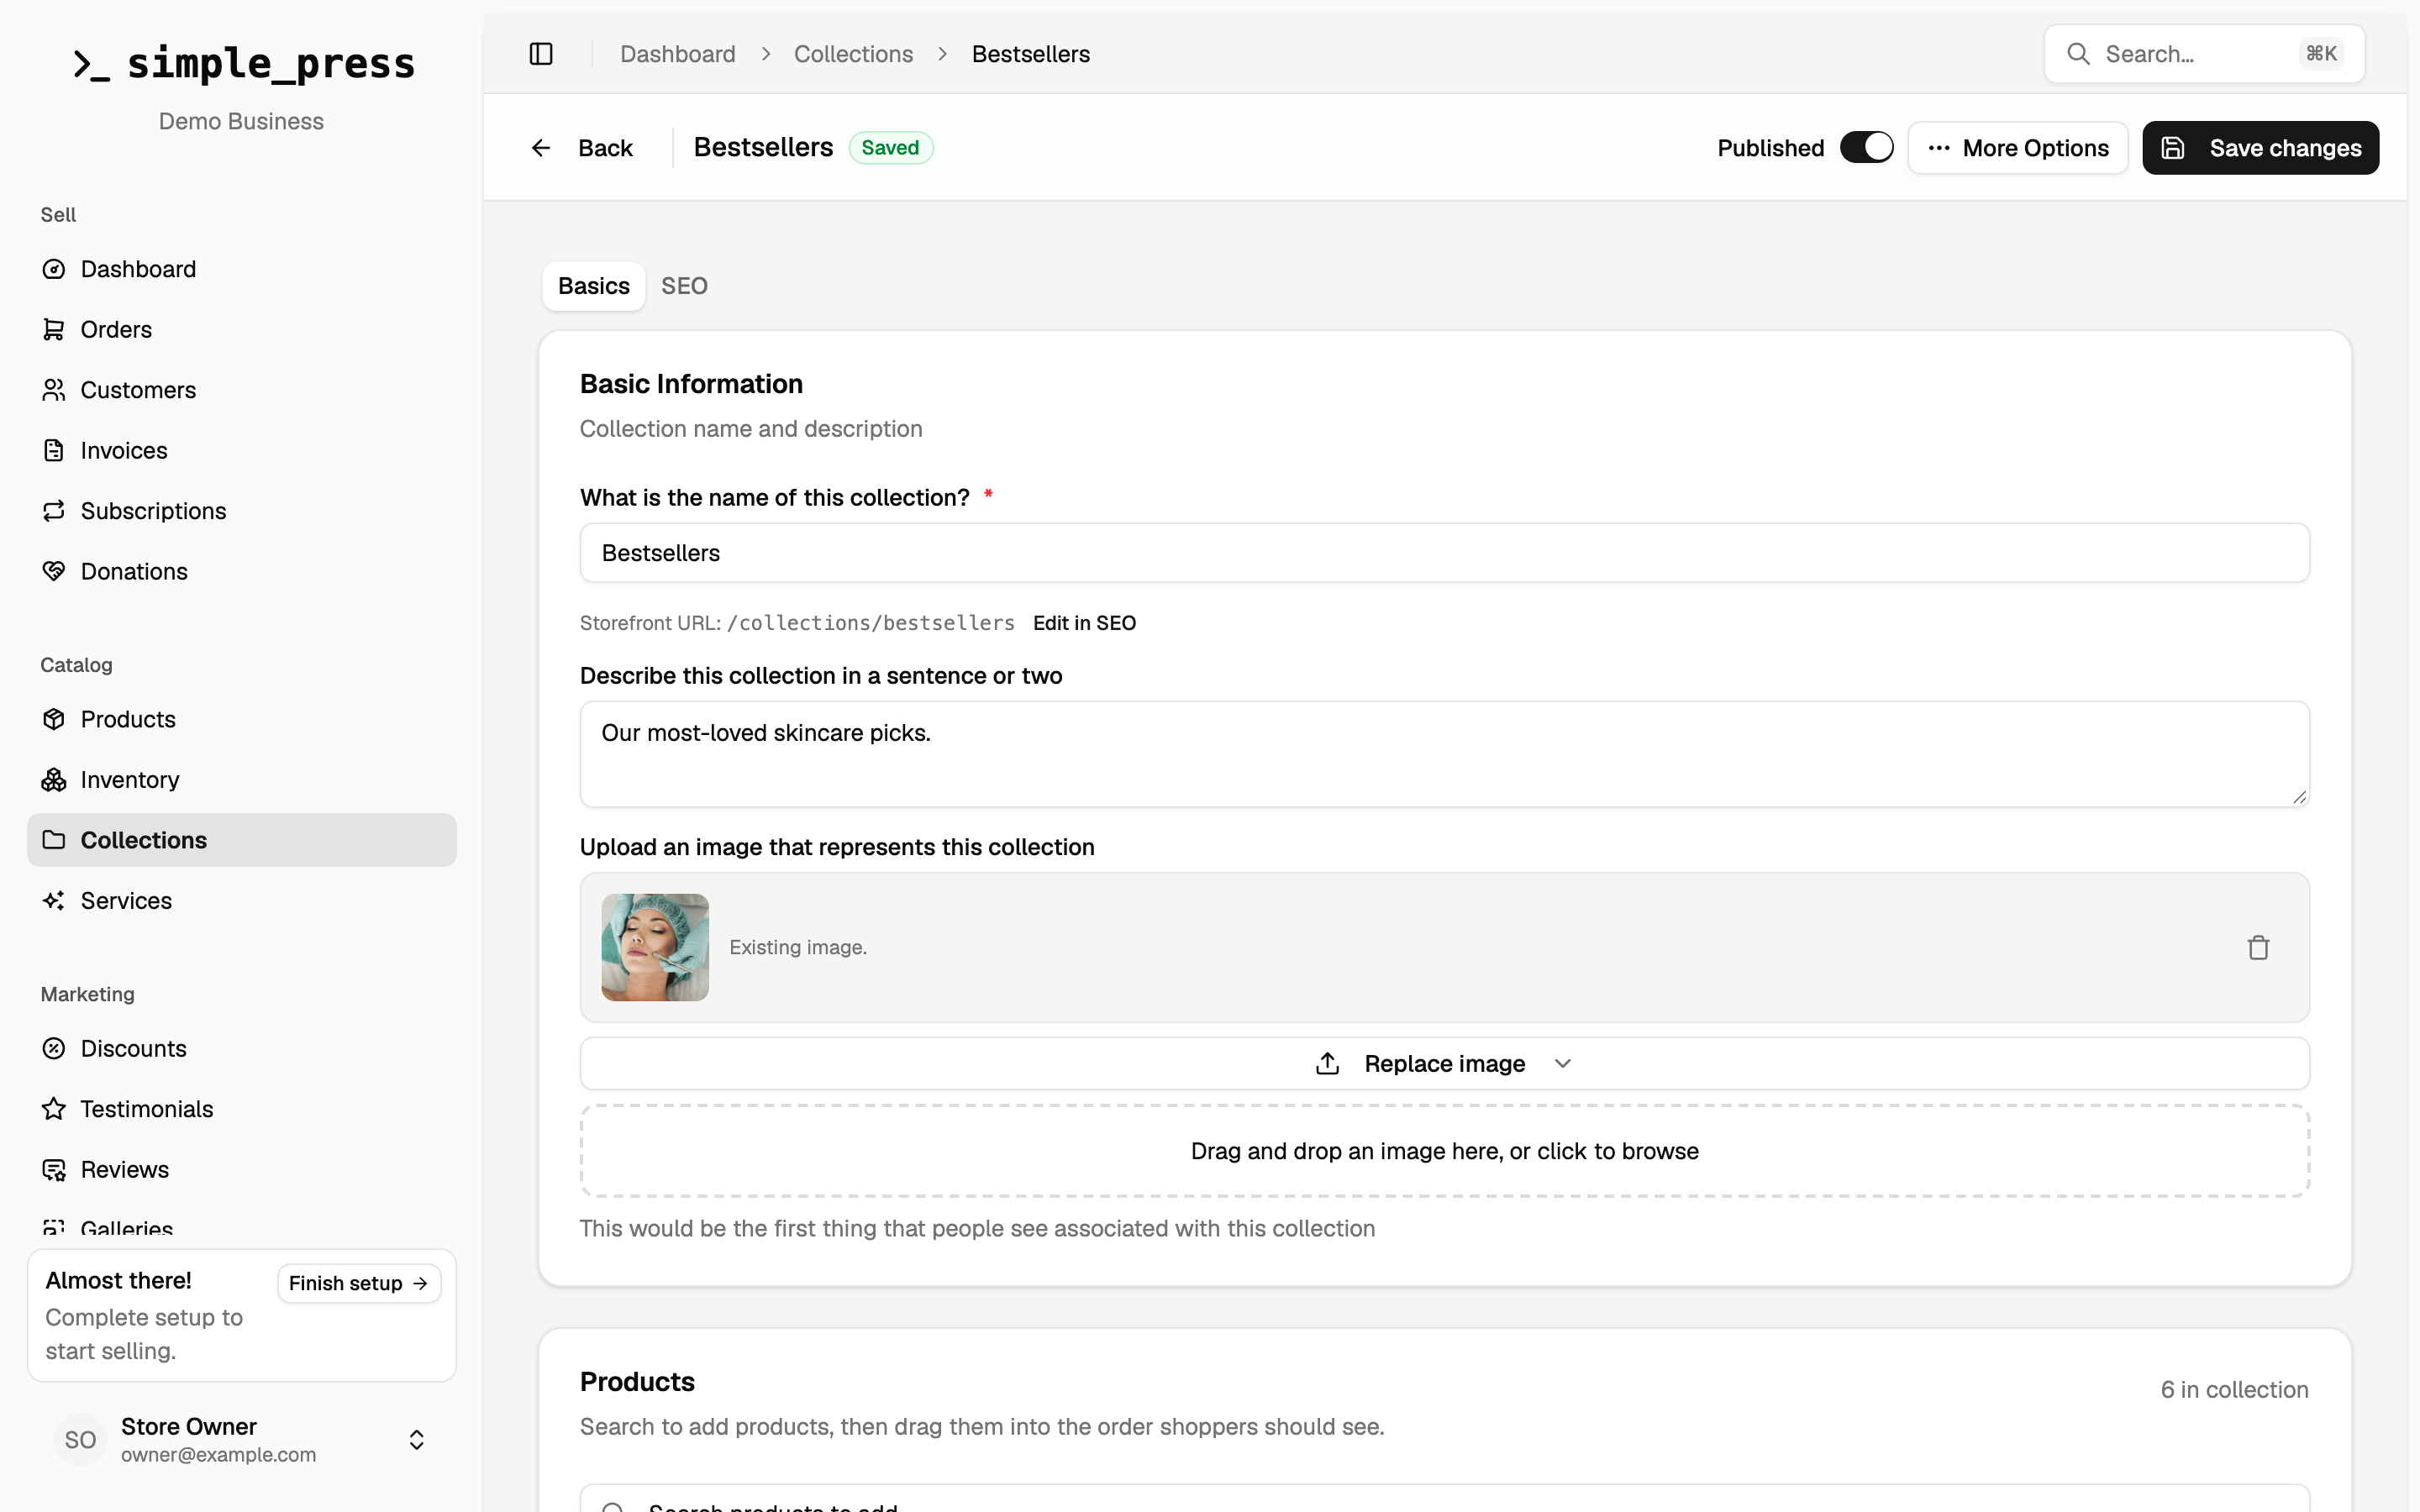 >_ simple_press
Demo Business
Sell
Dashboard
Orders
Customers
Invoices
Subscriptions
Donations
Catalog
Products
Inventory
Collections
Services
Marketing
Discounts
Testimonials
Reviews
Galleries
Almost there!
Finish setup →
Complete setup to
start selling.
SO
Store Owner
owner@example.com
Dashboard > Collections > Bestsellers
Search... ⌘K
← Back
Bestsellers Saved
Published
··· More Options
Save changes
Basics SEO
Basic Information
Collection name and description
What is the name of this collection? *
Bestsellers
Storefront URL: /collections/bestsellers Edit in SEO
Describe this collection in a sentence or two
Our most-loved skincare picks.
Upload an image that represents this collection
Existing image.
Replace image
Drag and drop an image here, or click to browse
This would be the first thing that people see associated with this collection
Products
6 in collection
Search to add products, then drag them into the order shoppers should see.
Search products to add